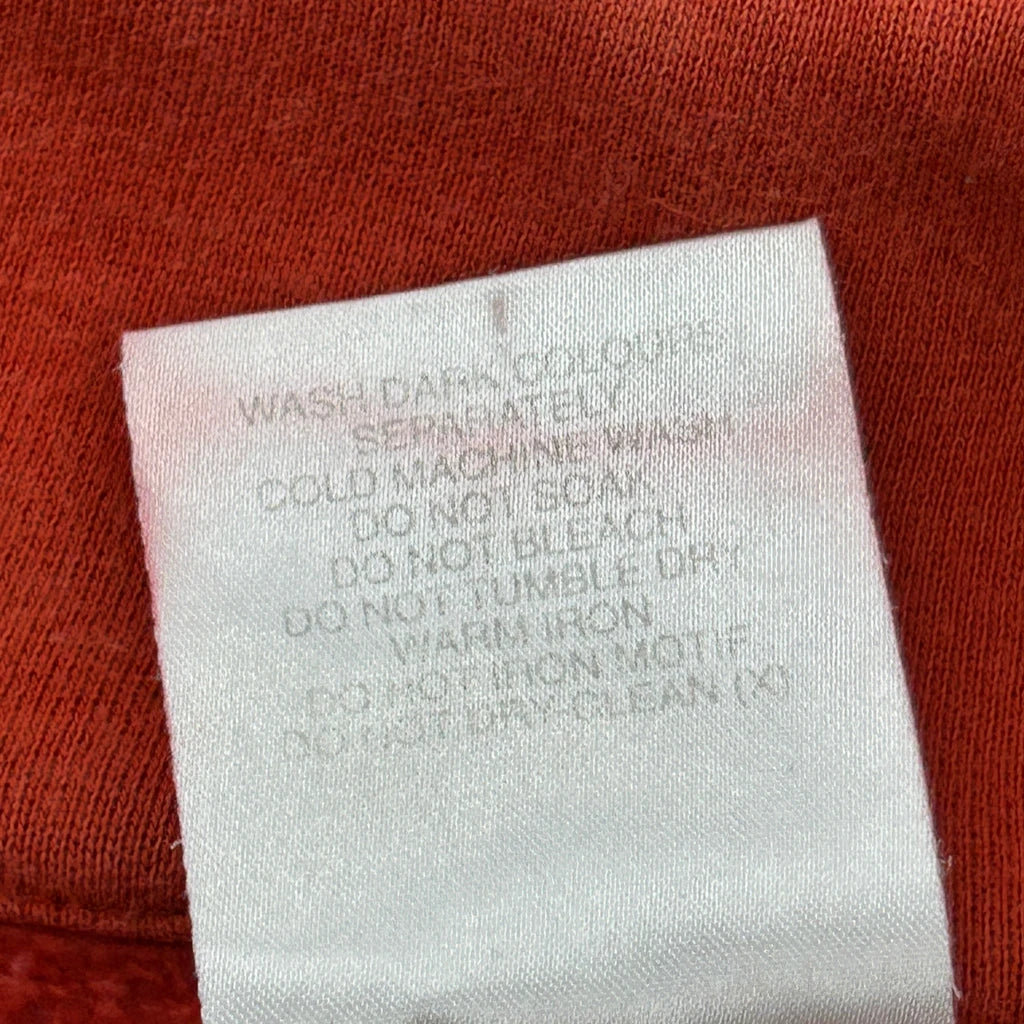 WASH DARK COLOURS
SEPARATELY
COLD MACHINE WASH
DO NOT SOAK
DO NOT BLEACH
DO NOT TUMBLE DRY
WARM IRON
DO NOT IRON MOTIF
DO NOT DRY-CLEAN (X)